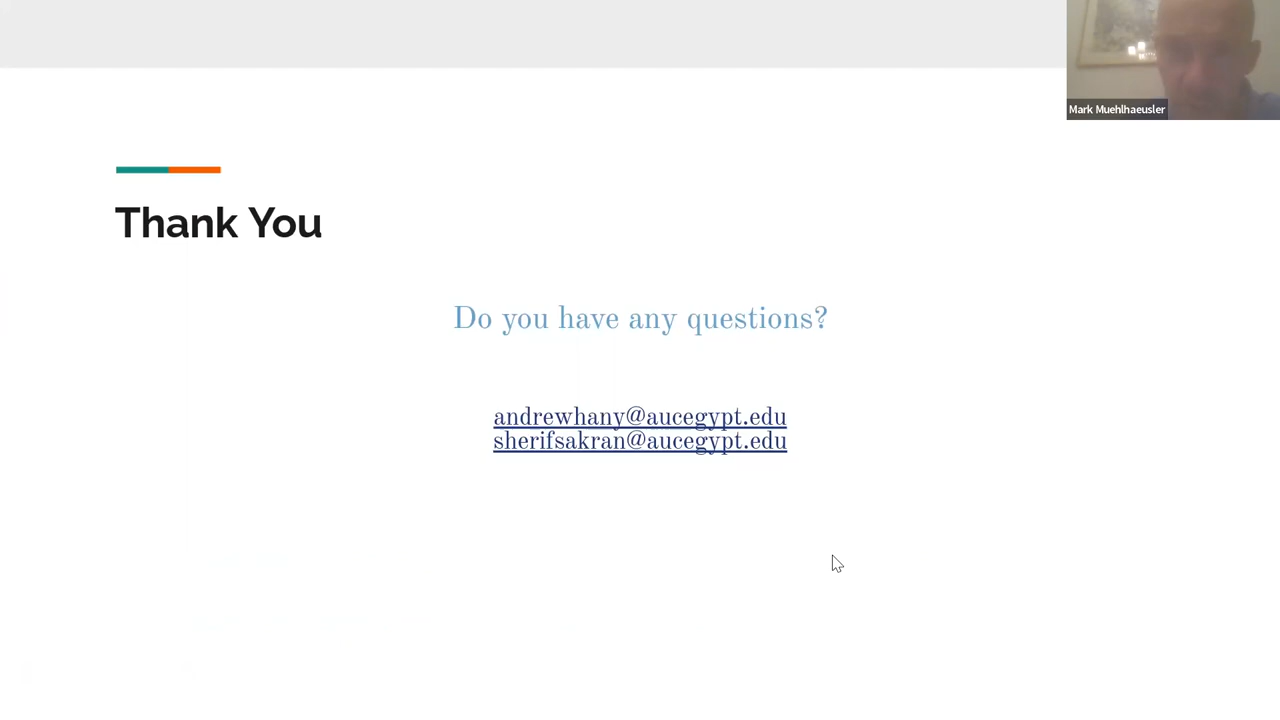 Mark Muehlhaeusler
Thank You
Do you have any questions?
andrewhany@aucegypt.edu
sherifsakran@aucegypt.edu